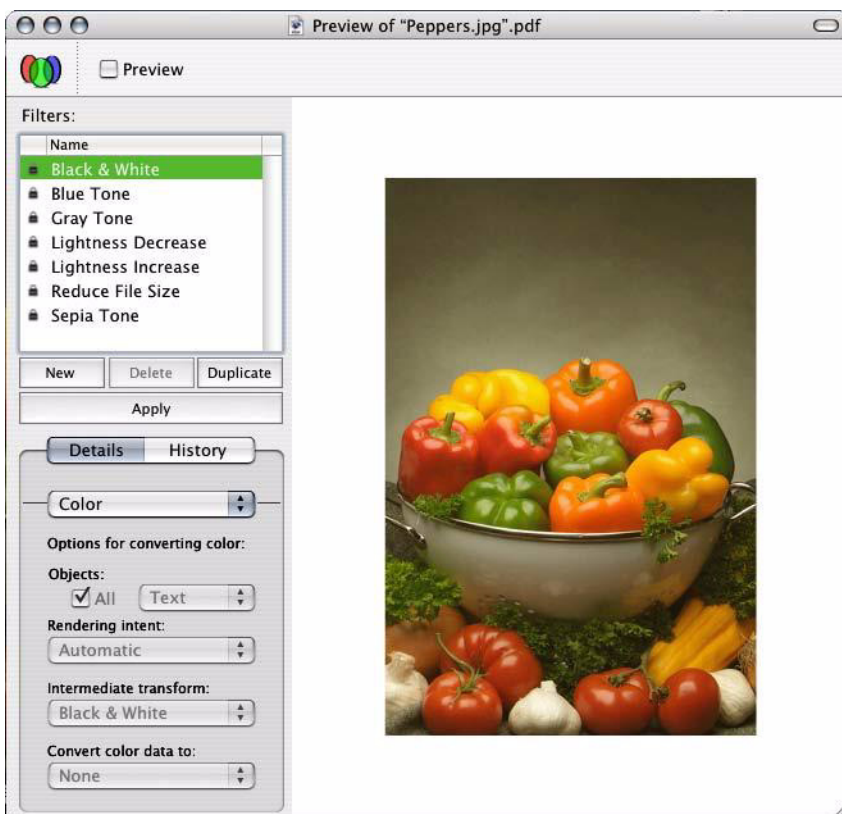 Preview of “Peppers.jpg”.pdf
Preview
Filters:
Name
Black & White
Blue Tone
Gray Tone
Lightness Decrease
Lightness Increase
Reduce File Size
Sepia Tone
New Delete Duplicate
Apply
Details History
Color
Options for converting color:
Objects:
All Text
Rendering intent:
Automatic
Intermediate transform:
Black & White
Convert color data to:
None